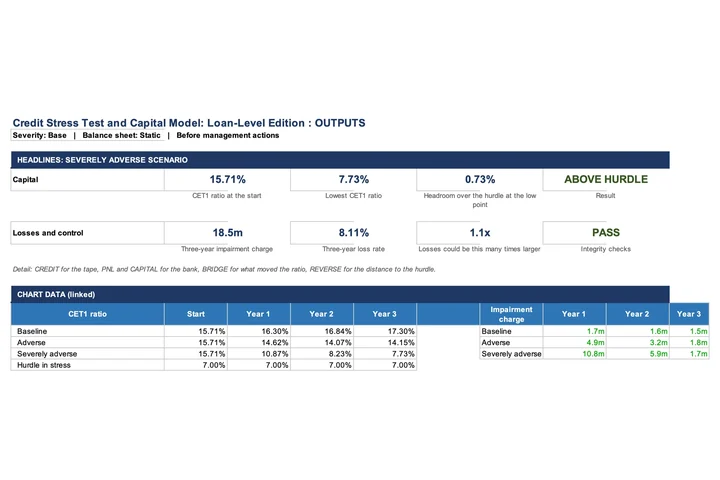 Credit Stress Test and Capital Model: Loan-Level Edition : OUTPUTS
Severity: Base | Balance sheet: Static | Before management actions
HEADLINES: SEVERELY ADVERSE SCENARIO
Capital 15.71% 7.73% 0.73% ABOVE HURDLE
CET1 ratio at the start Lowest CET1 ratio Headroom over the hurdle at the low point Result
Losses and control 18.5m 8.11% 1.1x PASS
Three-year impairment charge Three-year loss rate Losses could be this many times larger Integrity checks
Detail: CREDIT for the tape, PNL and CAPITAL for the bank, BRIDGE for what moved the ratio, REVERSE for the distance to the hurdle.
CHART DATA (linked)
CET1 ratio Start Year 1 Year 2 Year 3 Impairment charge Year 1 Year 2 Year 3
Baseline 15.71% 16.30% 16.84% 17.30% Baseline 1.7m 1.6m 1.5m
Adverse 15.71% 14.62% 14.07% 14.15% Adverse 4.9m 3.2m 1.8m
Severely adverse 15.71% 10.87% 8.23% 7.73% Severely adverse 10.8m 5.9m 1.7m
Hurdle in stress 7.00% 7.00% 7.00% 7.00%